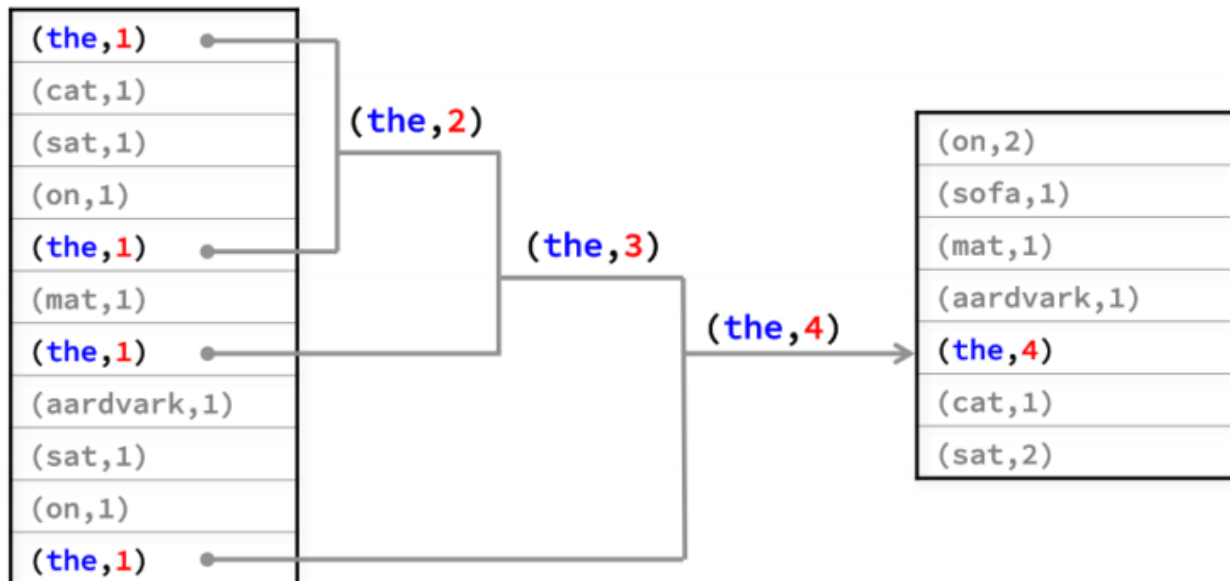 (the,1)
(cat,1)
(sat,1)
(on,1)
(the,1)
(mat,1)
(the,1)
(aardvark,1)
(sat,1)
(on,1)
(the,1)
(the,2)
(the,3)
(the,4)
(on,2)
(sofa,1)
(mat,1)
(aardvark,1)
(the,4)
(cat,1)
(sat,2)